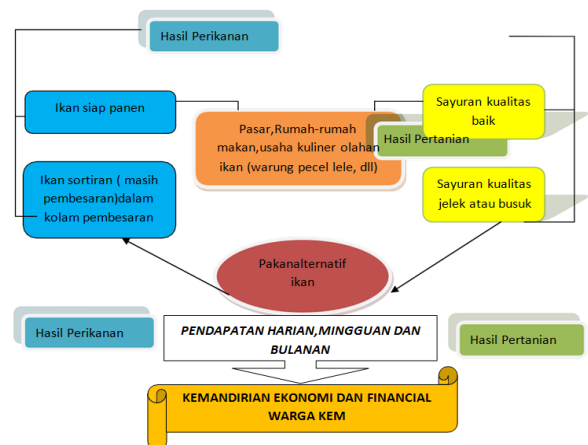 Hasil Perikanan
Ikan siap panen
Pasar,Rumah-rumah
makan,usaha kuliner olahan
ikan (warung pecel lele, dll)
Hasil Pertanian
Sayuran kualitas
baik
Ikan sortiran ( masih
pembesaran)dalam
kolam pembesaran
Sayuran kualitas
jelek atau busuk
Pakanalternatif
ikan
Hasil Perikanan
PENDAPATAN HARIAN,MINGGUAN DAN
BULANAN
Hasil Pertanian
KEMANDIRIAN EKONOMI DAN FINANCIAL
WARGA KEM